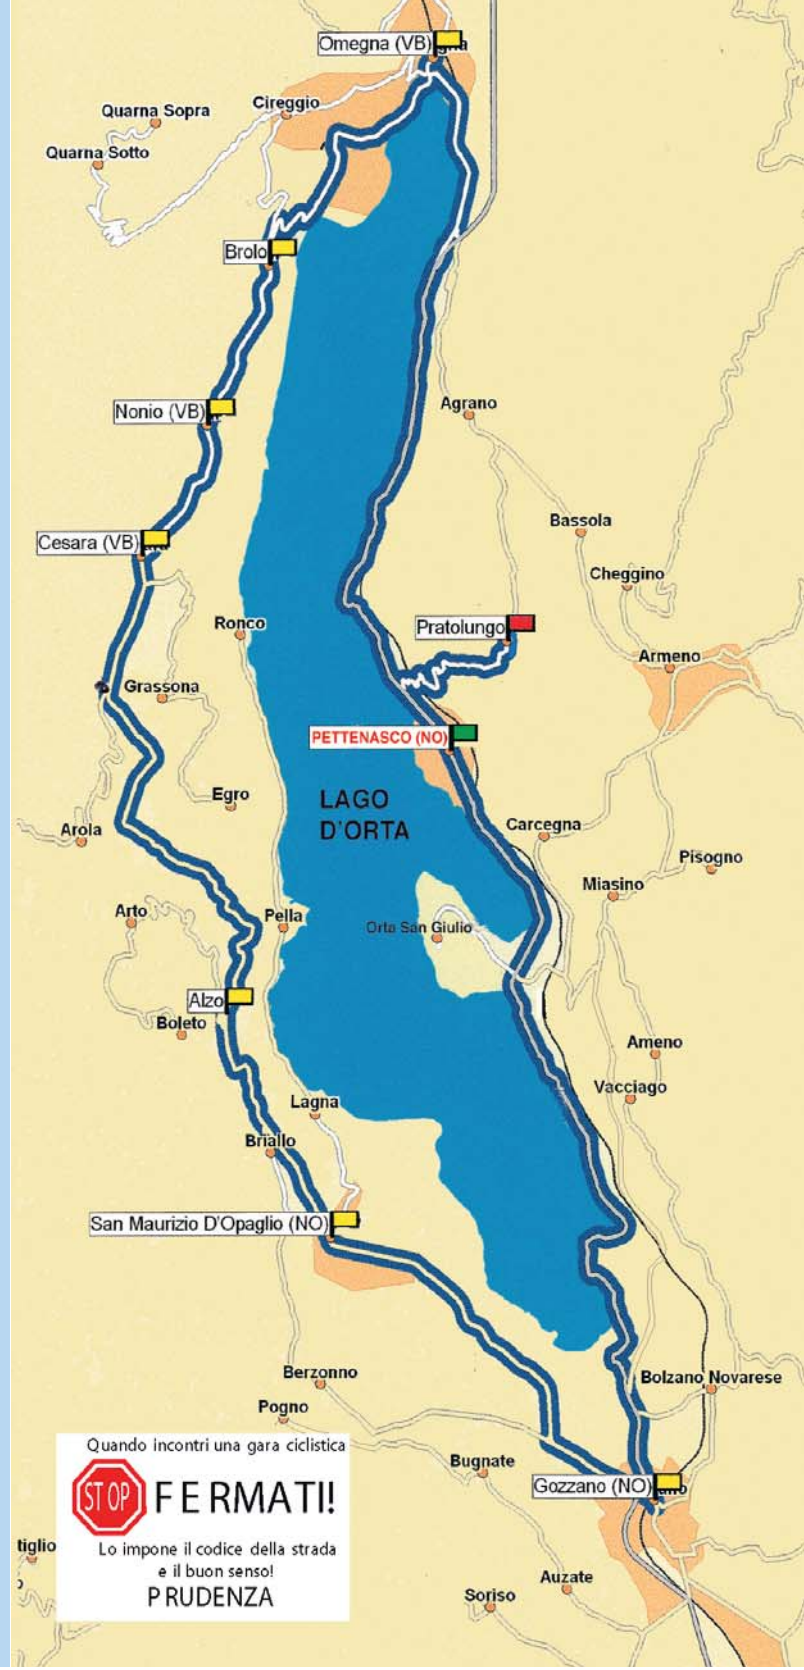 Omegna (VB)
Cireggio
Quarna Sopra
Quarna Sotto
Brolo
Agrano
Nonio (VB)
Bassola
Cesara (VB)
Cheggino
Ronco
Pratolungo
Armeno
Grassona
PETTENASCO (NO)
Egro
LAGO
D'ORTA
Arola
Carcegna
Pisogno
Miasino
Arto
Pella
Orta San Giulio
Alzo
Boleto
Ameno
Vacciago
Lagna
Briallo
San Maurizio D'Opaglio (NO)
Berzonno
Bolzano Novarese
Pogno
Quando incontri una gara ciclistica
STOP FERMATI!
Lo impone il codice della strada
e il buon senso!
PRUDENZA
Bugnate
Gozzano (NO)
tiglio
Auzate
Soriso